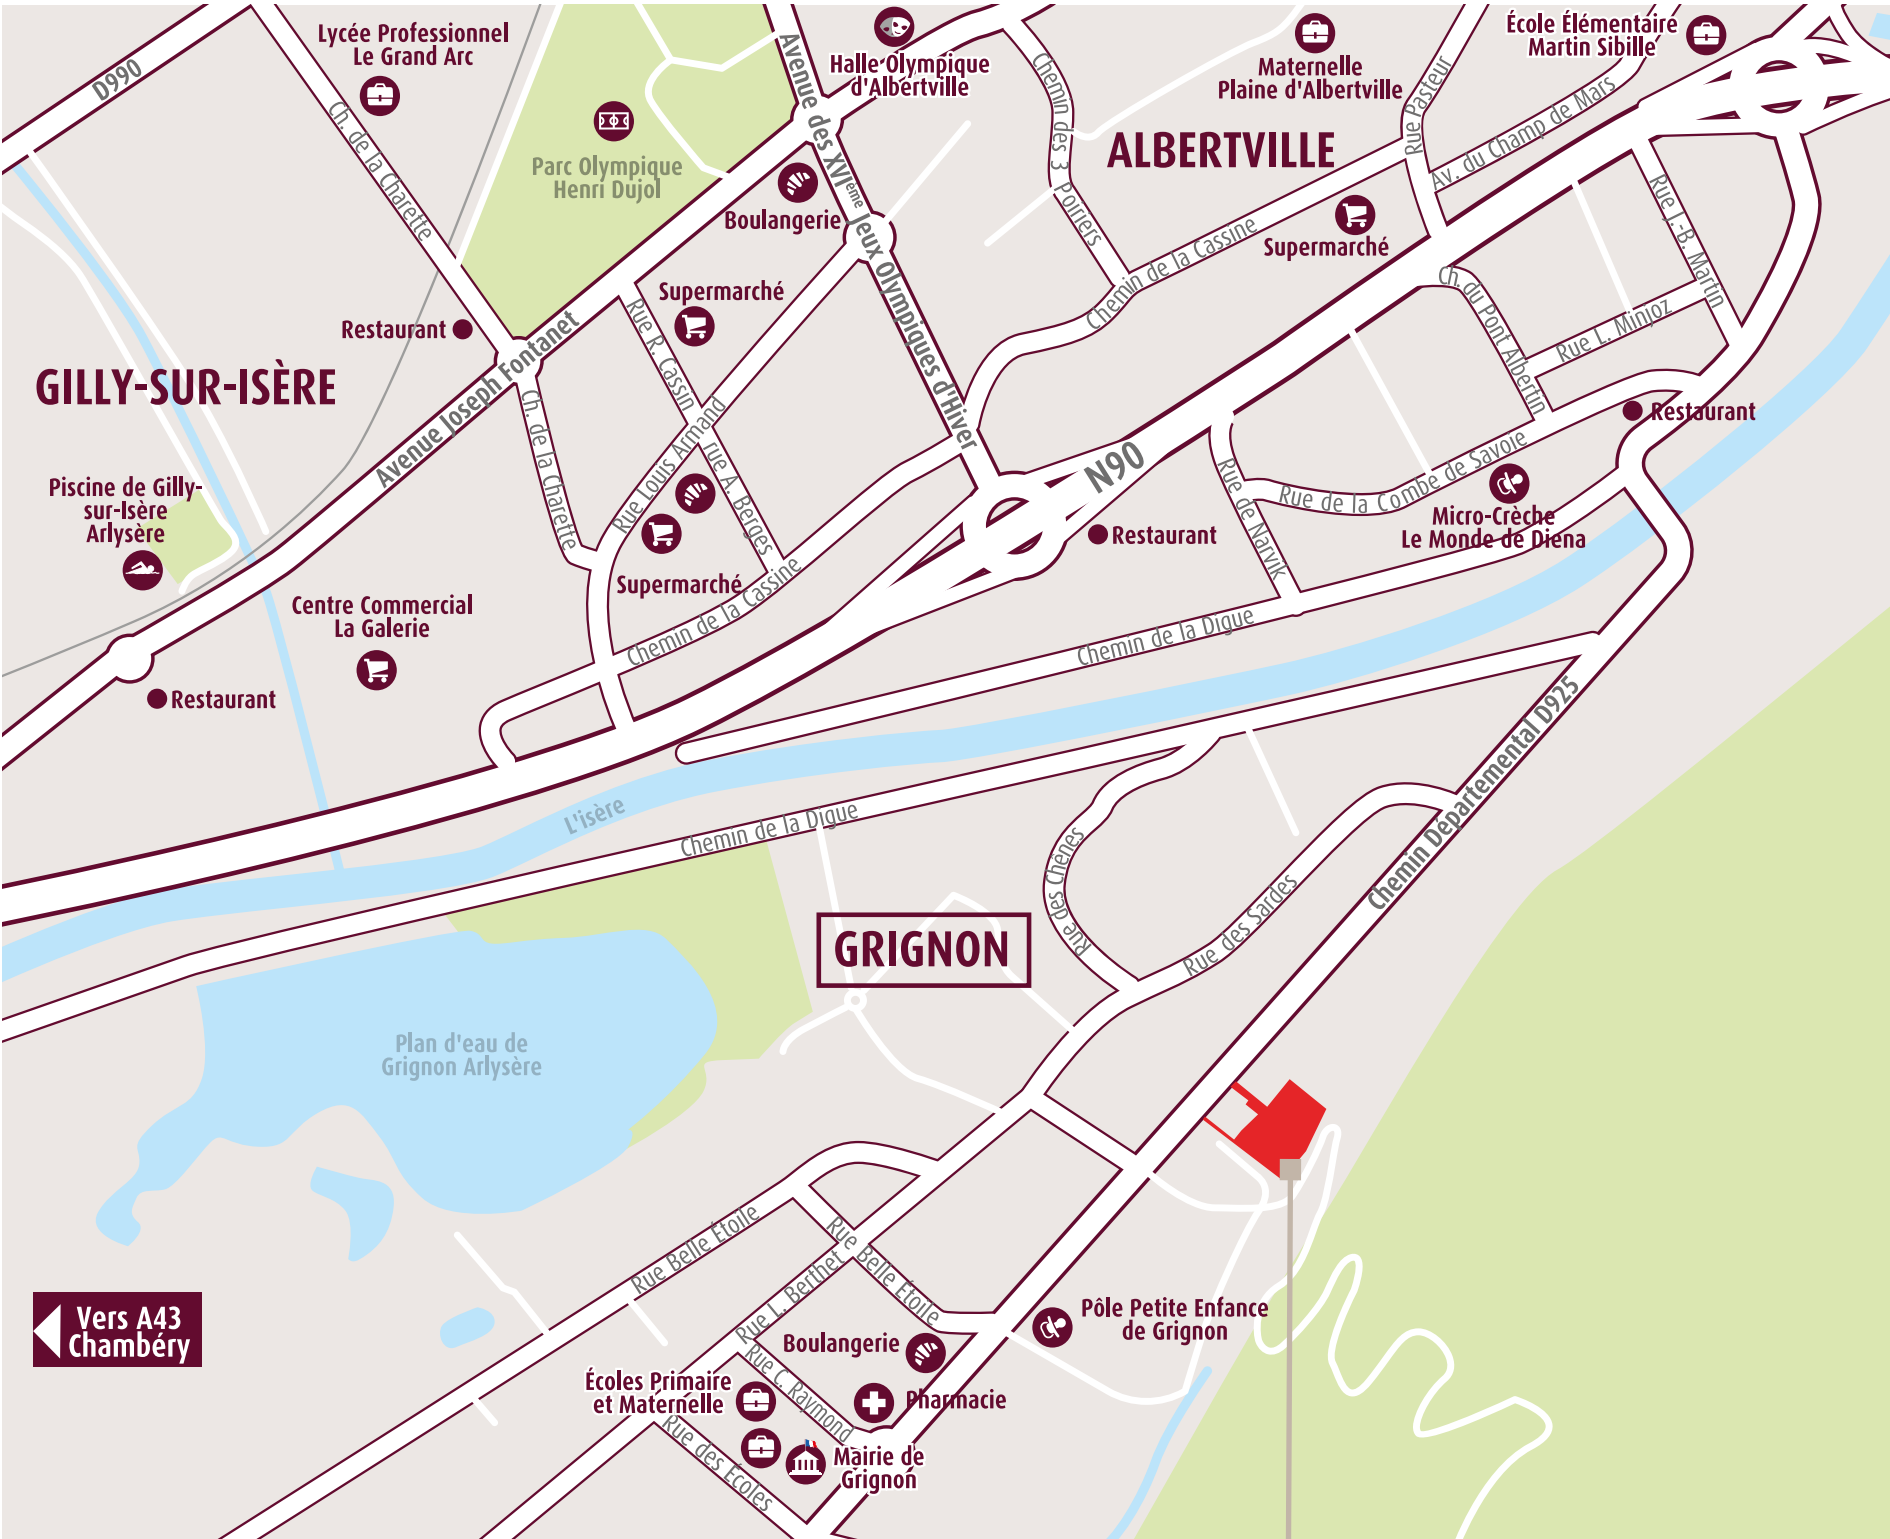 Lycée Professionnel
Le Grand Arc
D990
Ch. de la Charette
Parc Olympique
Henri Dujol
Avenue des XVIème Jeux Olympiques d'Hiver
Halle Olympique
d'Albertville
Boulangerie
Chemin des 3 Poiriers
Maternelle
Plaine d'Albertville
École Élémentaire
Martin Sibille
ALBERTVILLE
Rue Pasteur
Av. du Champ de Mars
Supermarché
Chemin de la Cassine
Rue J.-B. Martin
Ch. du Pont Albertin
Rue L. Minjoz
Restaurant
Supermarché
Restaurant
GILLY-SUR-ISÈRE
Avenue Joseph Fontanet
Rue R. Cassin
Ch. de la Charette
Rue Louis Armand
rue A. Berges
N90
Rue de Narvik
Rue de la Combe de Savoie
Micro-Crèche
Le Monde de Diena
Restaurant
Piscine de Gilly-
sur-Isère
Arlysère
Supermarché
Centre Commercial
La Galerie
Chemin de la Cassine
Chemin de la Digue
Restaurant
L'isère
Chemin de la Digue
Chemin Départemental D925
Rue des Chênes
Rue des Sardes
GRIGNON
Plan d'eau de
Grignon Arlysère
Rue Belle Étoile
Rue Belle Étoile
Rue L. Berthet
Vers A43
Chambéry
Pôle Petite Enfance
de Grignon
Boulangerie
Rue C. Raymond
Écoles Primaire
et Maternelle
Pharmacie
Rue des Écoles
Mairie de
Grignon